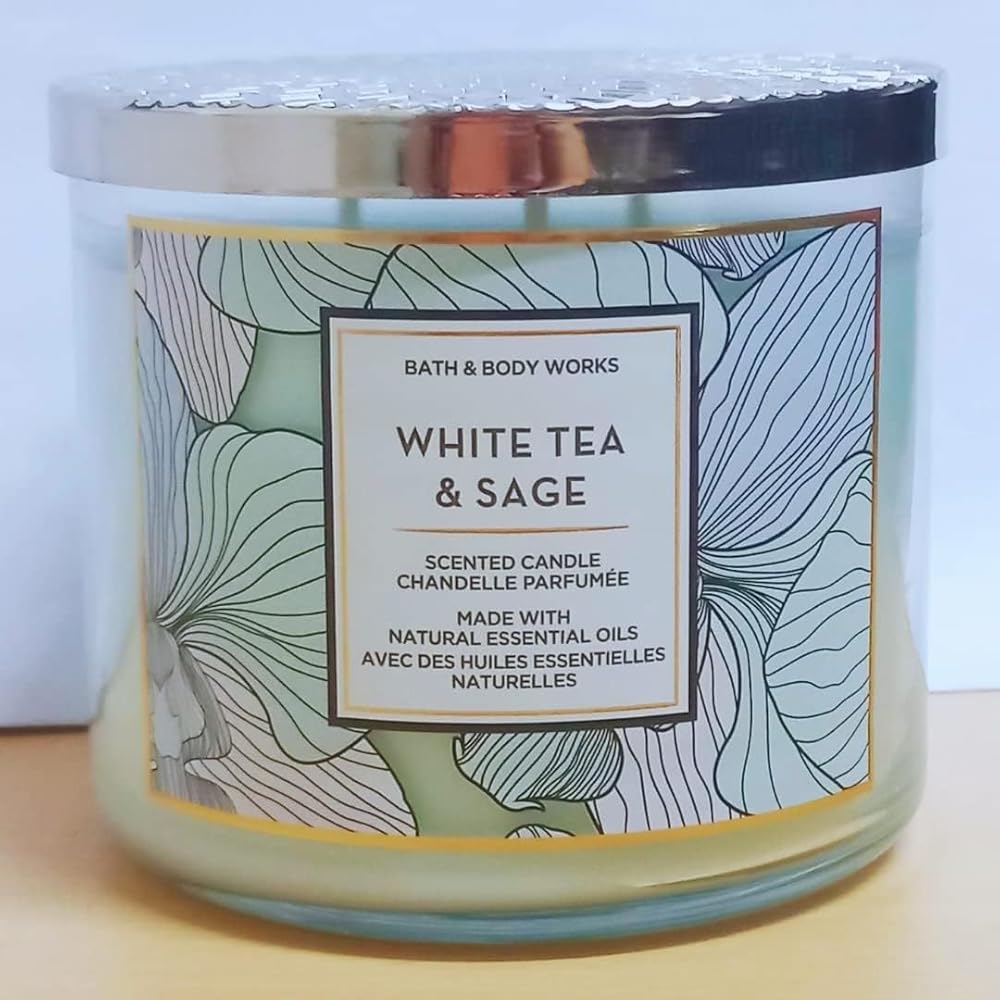 BATH & BODY WORKS
WHITE TEA
& SAGE
SCENTED CANDLE
CHANDELLE PARFUMÉE
MADE WITH
NATURAL ESSENTIAL OILS
AVEC DES HUILES ESSENTIELLES
NATURELLES